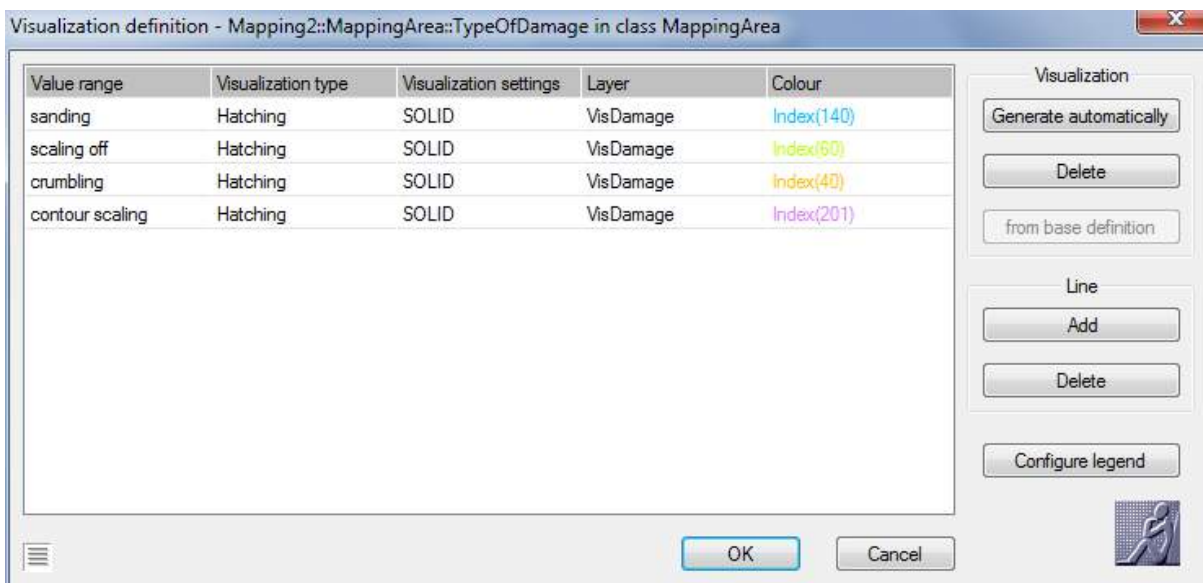 Visualization definition - Mapping2::MappingArea::TypeOfDamage in class MappingArea
Value range Visualization type Visualization settings Layer Colour
sanding Hatching SOLID VisDamage Index(140)
scaling off Hatching SOLID VisDamage Index(60)
crumbling Hatching SOLID VisDamage Index(40)
contour scaling Hatching SOLID VisDamage Index(201)
Visualization
Generate automatically
Delete
from base definition
Line
Add
Delete
Configure legend
OK Cancel